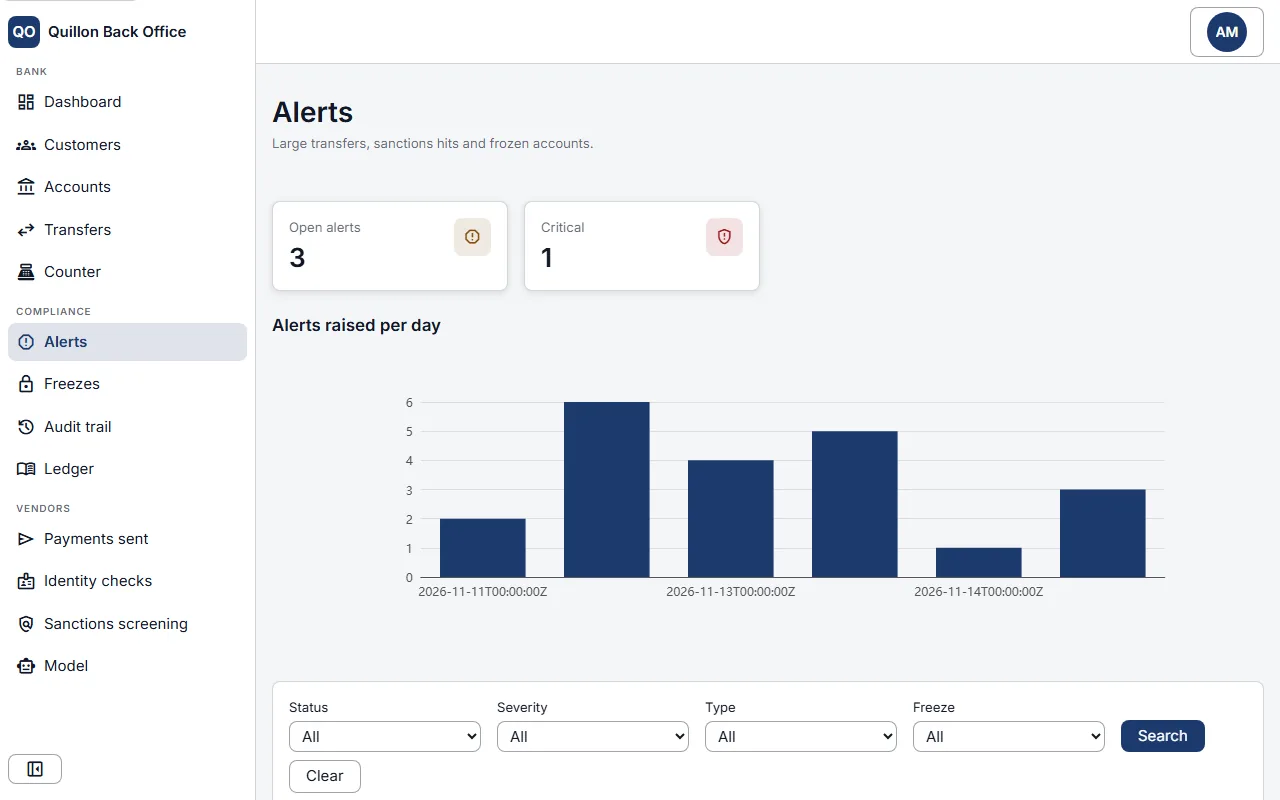 QO Quillon Back Office
AM
BANK
Dashboard
Customers
Accounts
Transfers
Counter
COMPLIANCE
Alerts
Freezes
Audit trail
Ledger
VENDORS
Payments sent
Identity checks
Sanctions screening
Model
Alerts
Large transfers, sanctions hits and frozen accounts.
Open alerts
3
Critical
1
Alerts raised per day
6
5
4
3
2
1
0
2026-11-11T00:00:00Z 2026-11-13T00:00:00Z 2026-11-14T00:00:00Z
Status Severity Type Freeze
All All All All Search
Clear